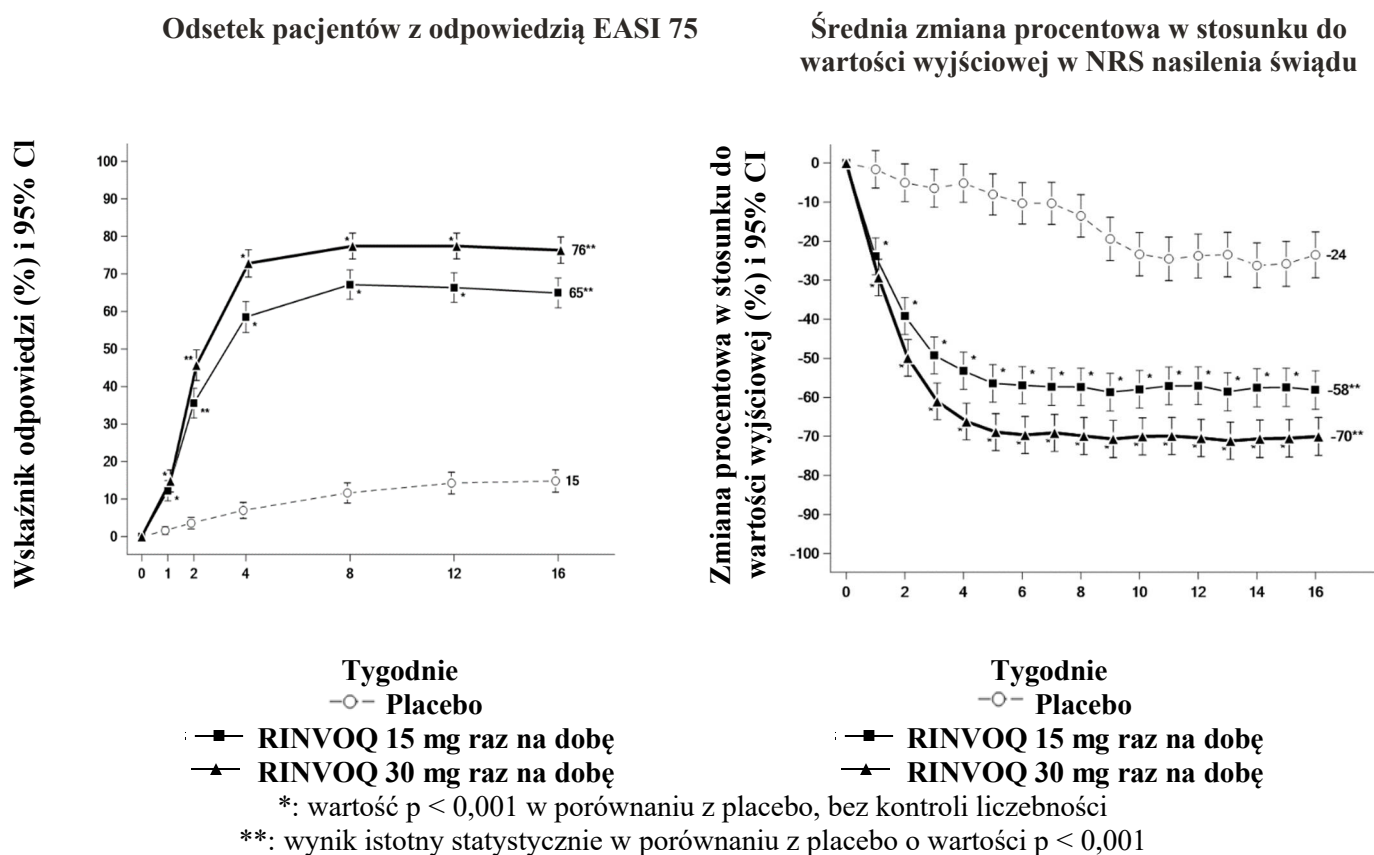 Odsetek pacjentów z odpowiedzią EASI 75
Średnia zmiana procentowa w stosunku do
wartości wyjściowej w NRS nasilenia świądu
Wskaźnik odpowiedzi (%) i 95% CI
100
90
80
70
60
50
40
30
20
10
0
76**
65**
15
0 1 2 4 8 12 16
Zmiana procentowa w stosunku do
wartości wyjściowej (%) i 95% CI
0
-10
-20
-30
-40
-50
-60
-70
-80
-90
-100
-24
-58**
-70**
0 2 4 6 8 10 12 14 16
Tygodnie
Placebo
RINVOQ 15 mg raz na dobę
RINVOQ 30 mg raz na dobę
Tygodnie
Placebo
RINVOQ 15 mg raz na dobę
RINVOQ 30 mg raz na dobę
*: wartość p < 0,001 w porównaniu z placebo, bez kontroli liczebności
**: wynik istotny statystycznie w porównaniu z placebo o wartości p < 0,001